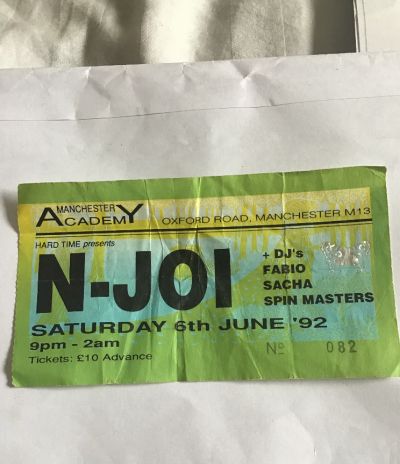 MANCHESTER
ACADEMY
OXFORD ROAD, MANCHESTER M13
HARD TIME presents
N-JOI
+ DJ's
FABIO
SACHA
SPIN MASTERS
SATURDAY 6th JUNE '92
9pm - 2am
Tickets: £10 Advance
Nº 082